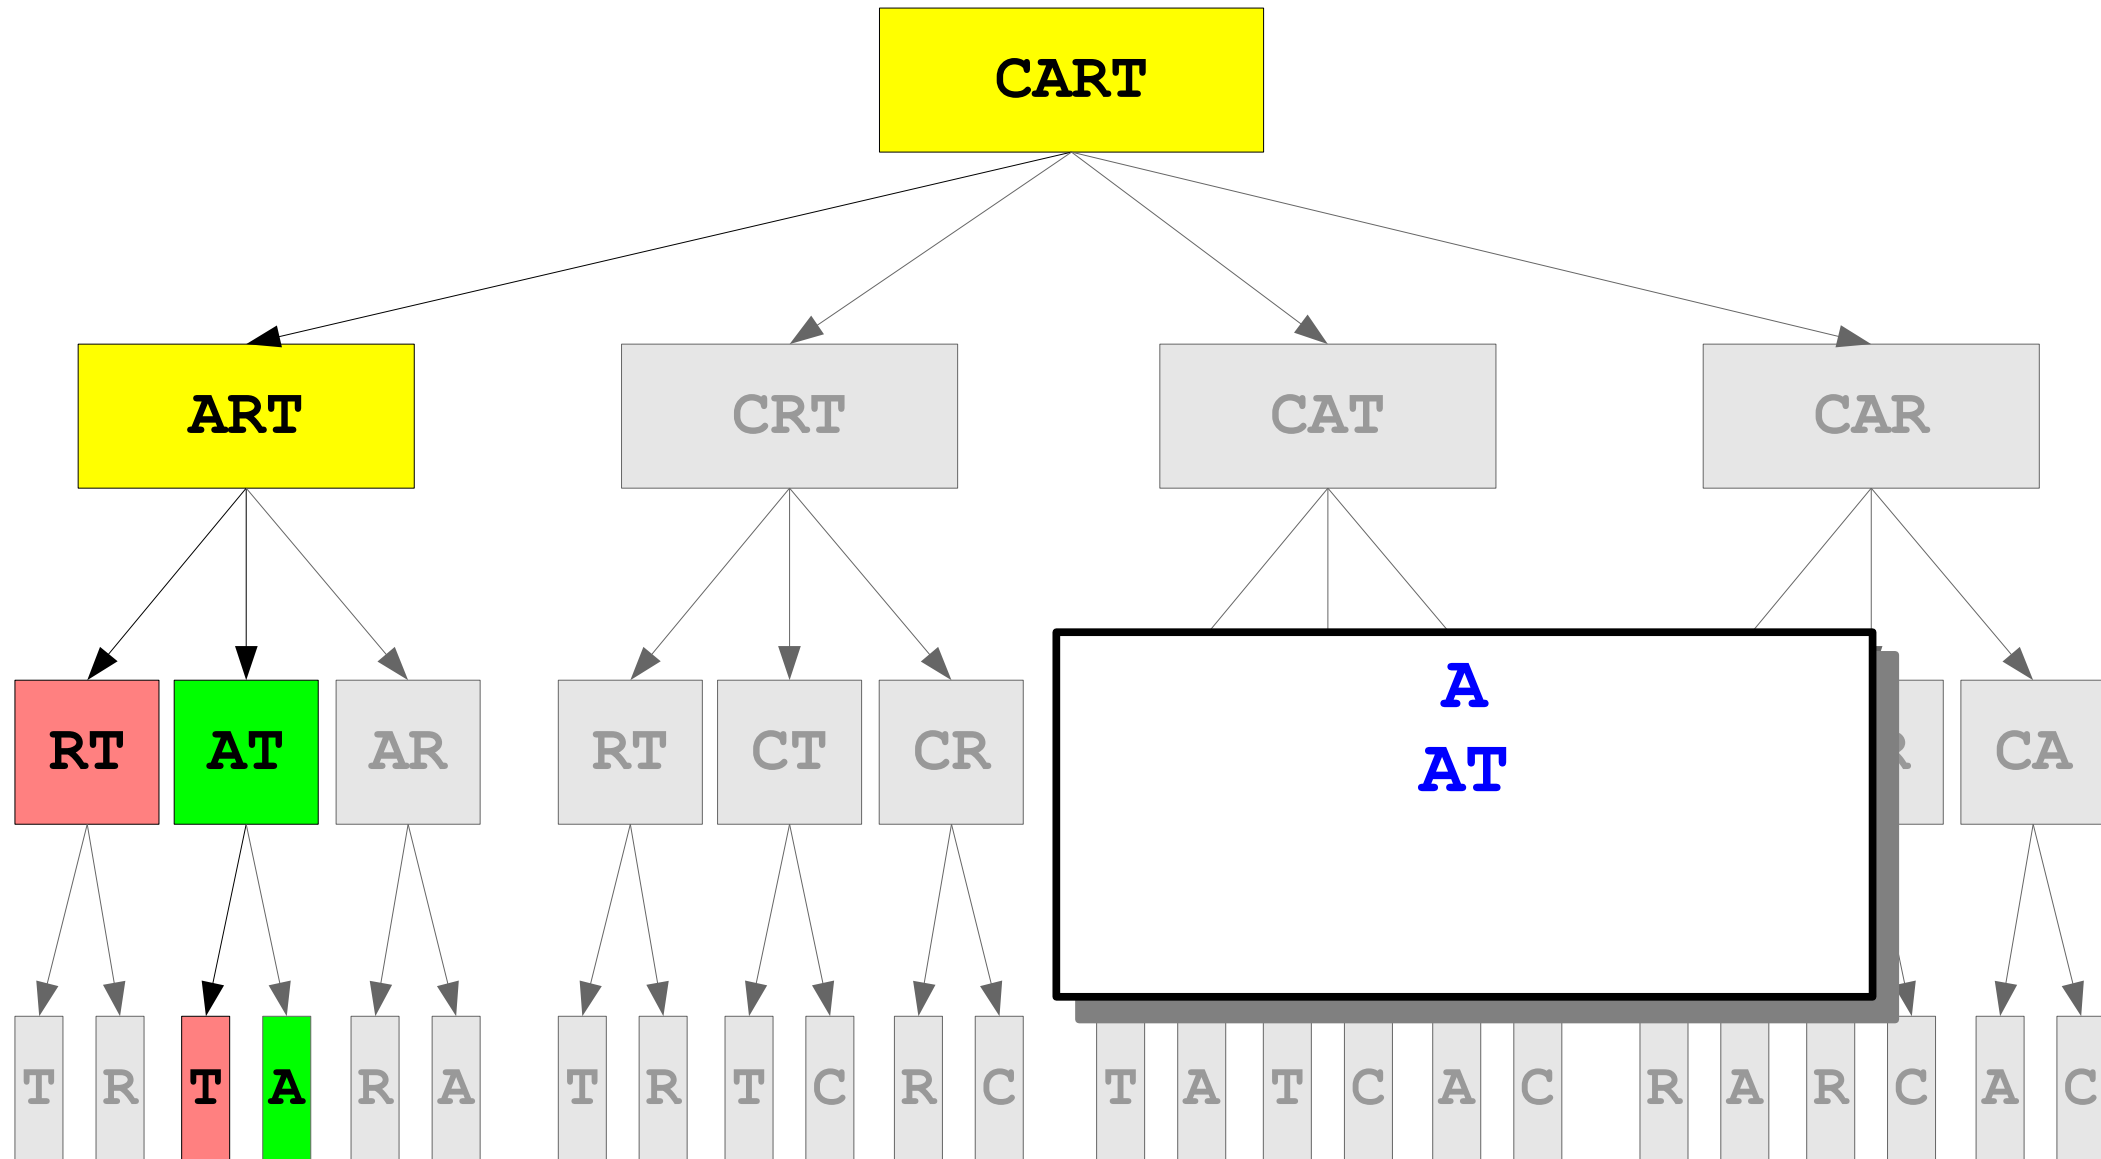 CART
ART CRT CAT CAR
RT AT AR RT CT CR R CA
A
AT
T R T A R A T R T C R C T A T C A C R A R C A C